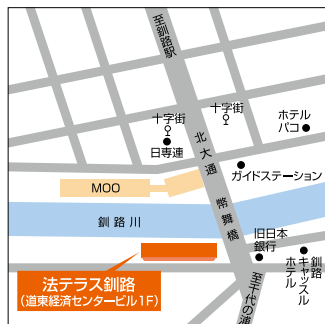 至釧路駅
十字街
十字街
北大通
日専連
ホテル
パコ
ガイドステーション
MOO
幣舞橋
釧路川
旧日本
銀行
釧路
キャッスル
ホテル
法テラス釧路
(道東経済センタービル1F)
至千代の浦